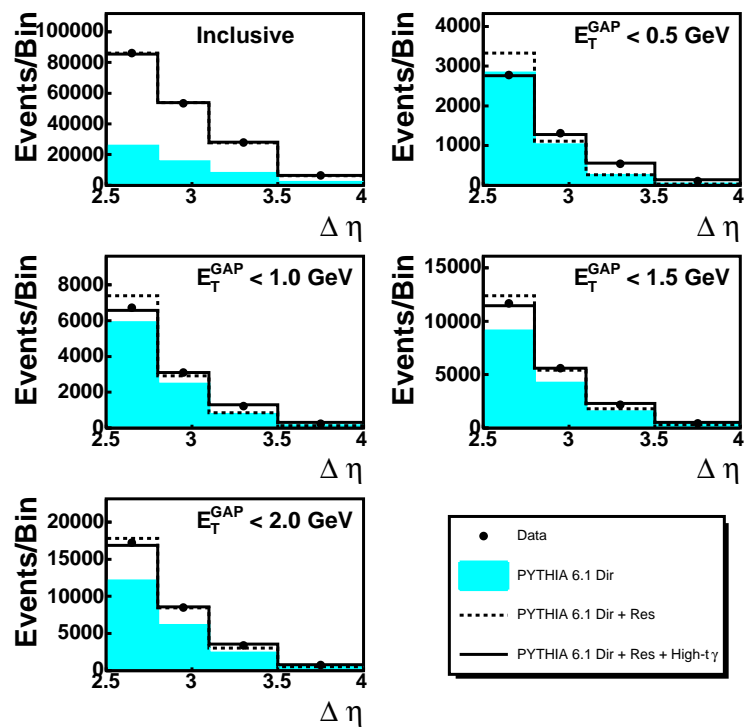 Inclusive
Events/Bin
100000
80000
60000
40000
20000
0
2.5 3 3.5 4
Δ η
E_T^GAP < 0.5 GeV
Events/Bin
4000
3000
2000
1000
0
2.5 3 3.5 4
Δ η
E_T^GAP < 1.0 GeV
Events/Bin
8000
6000
4000
2000
0
2.5 3 3.5 4
Δ η
E_T^GAP < 1.5 GeV
Events/Bin
15000
10000
5000
0
2.5 3 3.5 4
Δ η
E_T^GAP < 2.0 GeV
Events/Bin
20000
15000
10000
5000
0
2.5 3 3.5 4
Δ η
Data
PYTHIA 6.1 Dir
PYTHIA 6.1 Dir + Res
PYTHIA 6.1 Dir + Res + High-t γ